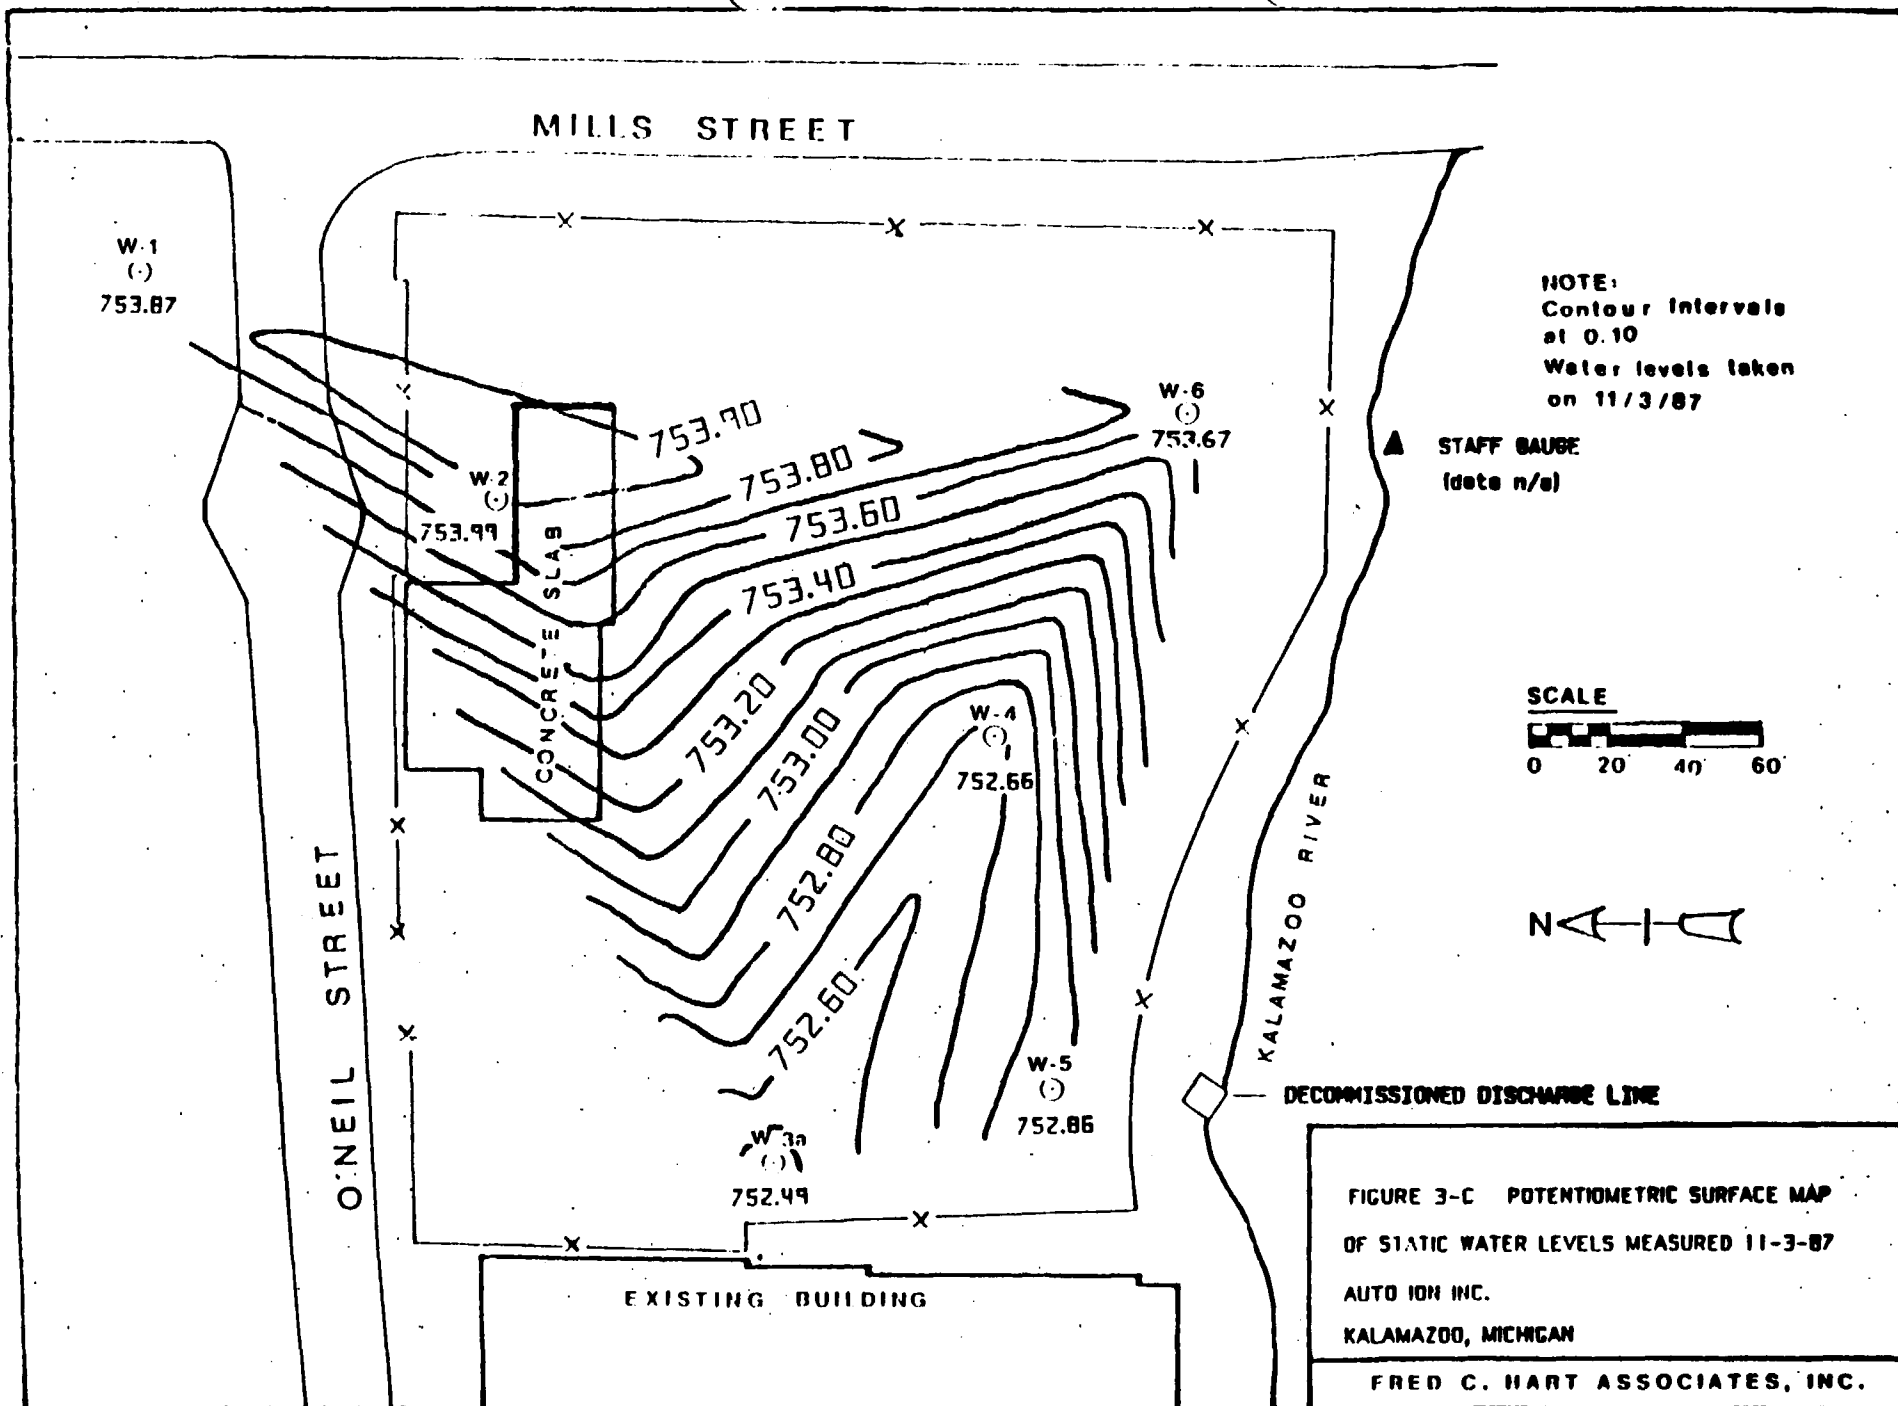 MILLS STREET
W-1
753.87
NOTE:
Contour Intervals
at 0.10
Water levels taken
on 11/3/87
W-6
753.67
753.90
STAFF GAUGE
(data n/a)
753.80
W-2
753.99
753.60
753.40
CONCRETE SLAB
753.20
753.00
W-4
752.66
SCALE
0 20' 40' 60'
752.80
KALAMAZOO RIVER
N
O'NEIL STREET
752.60
W-5
752.86
DECOMMISSIONED DISCHARGE LINE
W-3a
752.49
EXISTING BUILDING
FIGURE 3-C POTENTIOMETRIC SURFACE MAP
OF STATIC WATER LEVELS MEASURED 11-3-87
AUTO ION INC.
KALAMAZOO, MICHIGAN
FRED C. HART ASSOCIATES, INC.